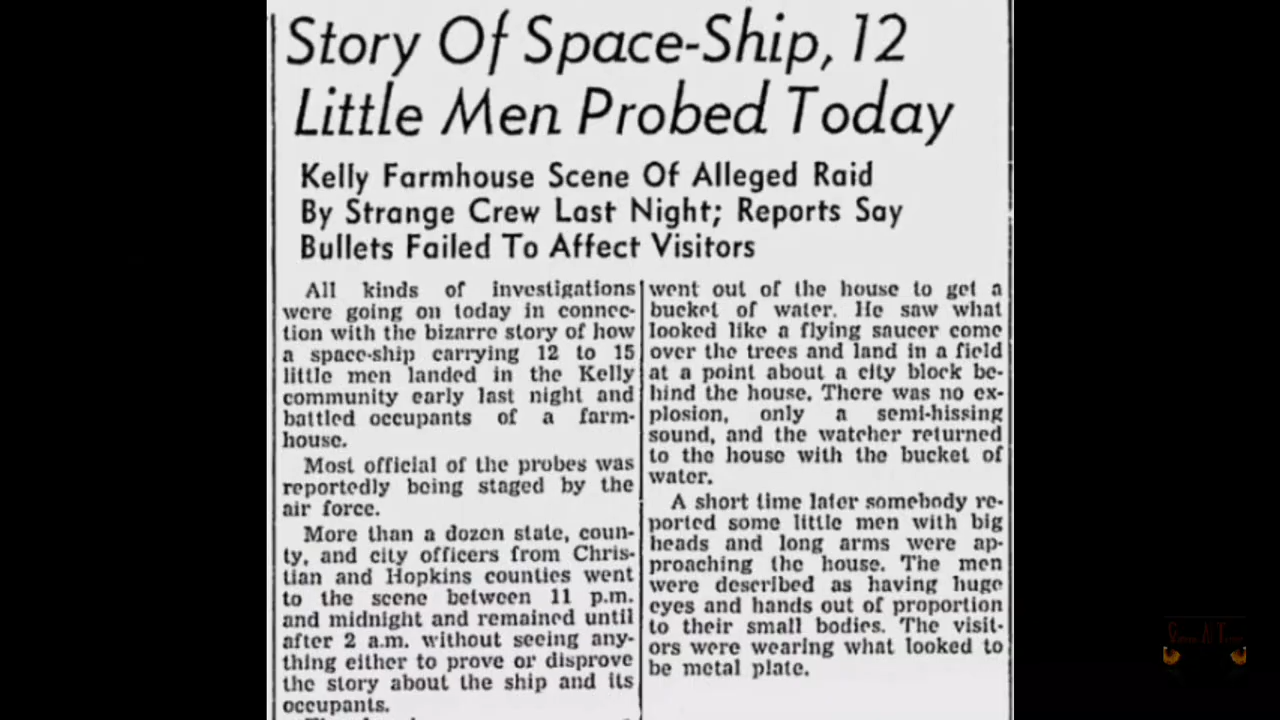 Story Of Space-Ship, 12
Little Men Probed Today
Kelly Farmhouse Scene Of Alleged Raid
By Strange Crew Last Night; Reports Say
Bullets Failed To Affect Visitors
All kinds of investigations
were going on today in connec-
tion with the bizarre story of how
a space-ship carrying 12 to 15
little men landed in the Kelly
community early last night and
battled occupants of a farm-
house.
Most official of the probes was
reportedly being staged by the
air force.
More than a dozen state, coun-
ty, and city officers from Chris-
tian and Hopkins counties went
to the scene between 11 p.m.
and midnight and remained until
after 2 a.m. without seeing any-
thing either to prove or disprove
the story about the ship and its
occupants.
went out of the house to get a
bucket of water. He saw what
looked like a flying saucer come
over the trees and land in a field
at a point about a city block be-
hind the house. There was no ex-
plosion, only a semi-hissing
sound, and the watcher returned
to the house with the bucket of
water.
A short time later somebody re-
ported some little men with big
heads and long arms were ap-
proaching the house. The men
were described as having huge
eyes and hands out of proportion
to their small bodies. The visit-
ors were wearing what looked to
be metal plate.